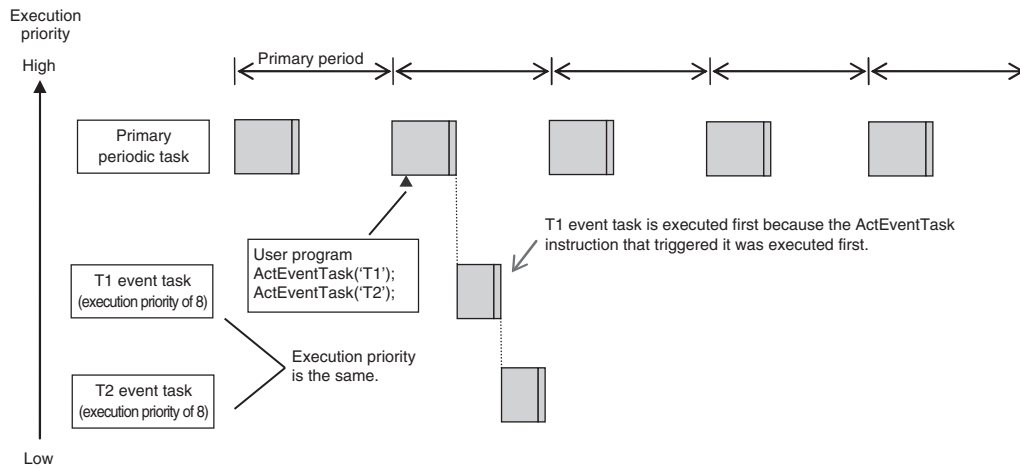 Execution
priority
High
Primary period
Primary
periodic task
T1 event task is executed first because the ActEventTask
instruction that triggered it was executed first.
User program
ActEventTask('T1');
ActEventTask('T2');
T1 event task
(execution priority of 8)
Execution priority
is the same.
T2 event task
(execution priority of 8)
Low